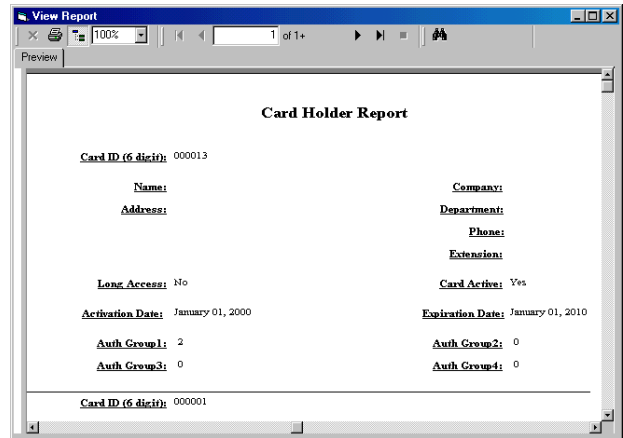 View Report
100% 1 of 1+
Preview
Card Holder Report
Card ID (6 digit): 000013
Name: Company:
Address: Department:
Phone:
Extension:
Long Access: No Card Active: Yes
Activation Date: January 01, 2000 Expiration Date: January 01, 2010
Auth Group1: 2 Auth Group2: 0
Auth Group3: 0 Auth Group4: 0
Card ID (6 digit): 000001